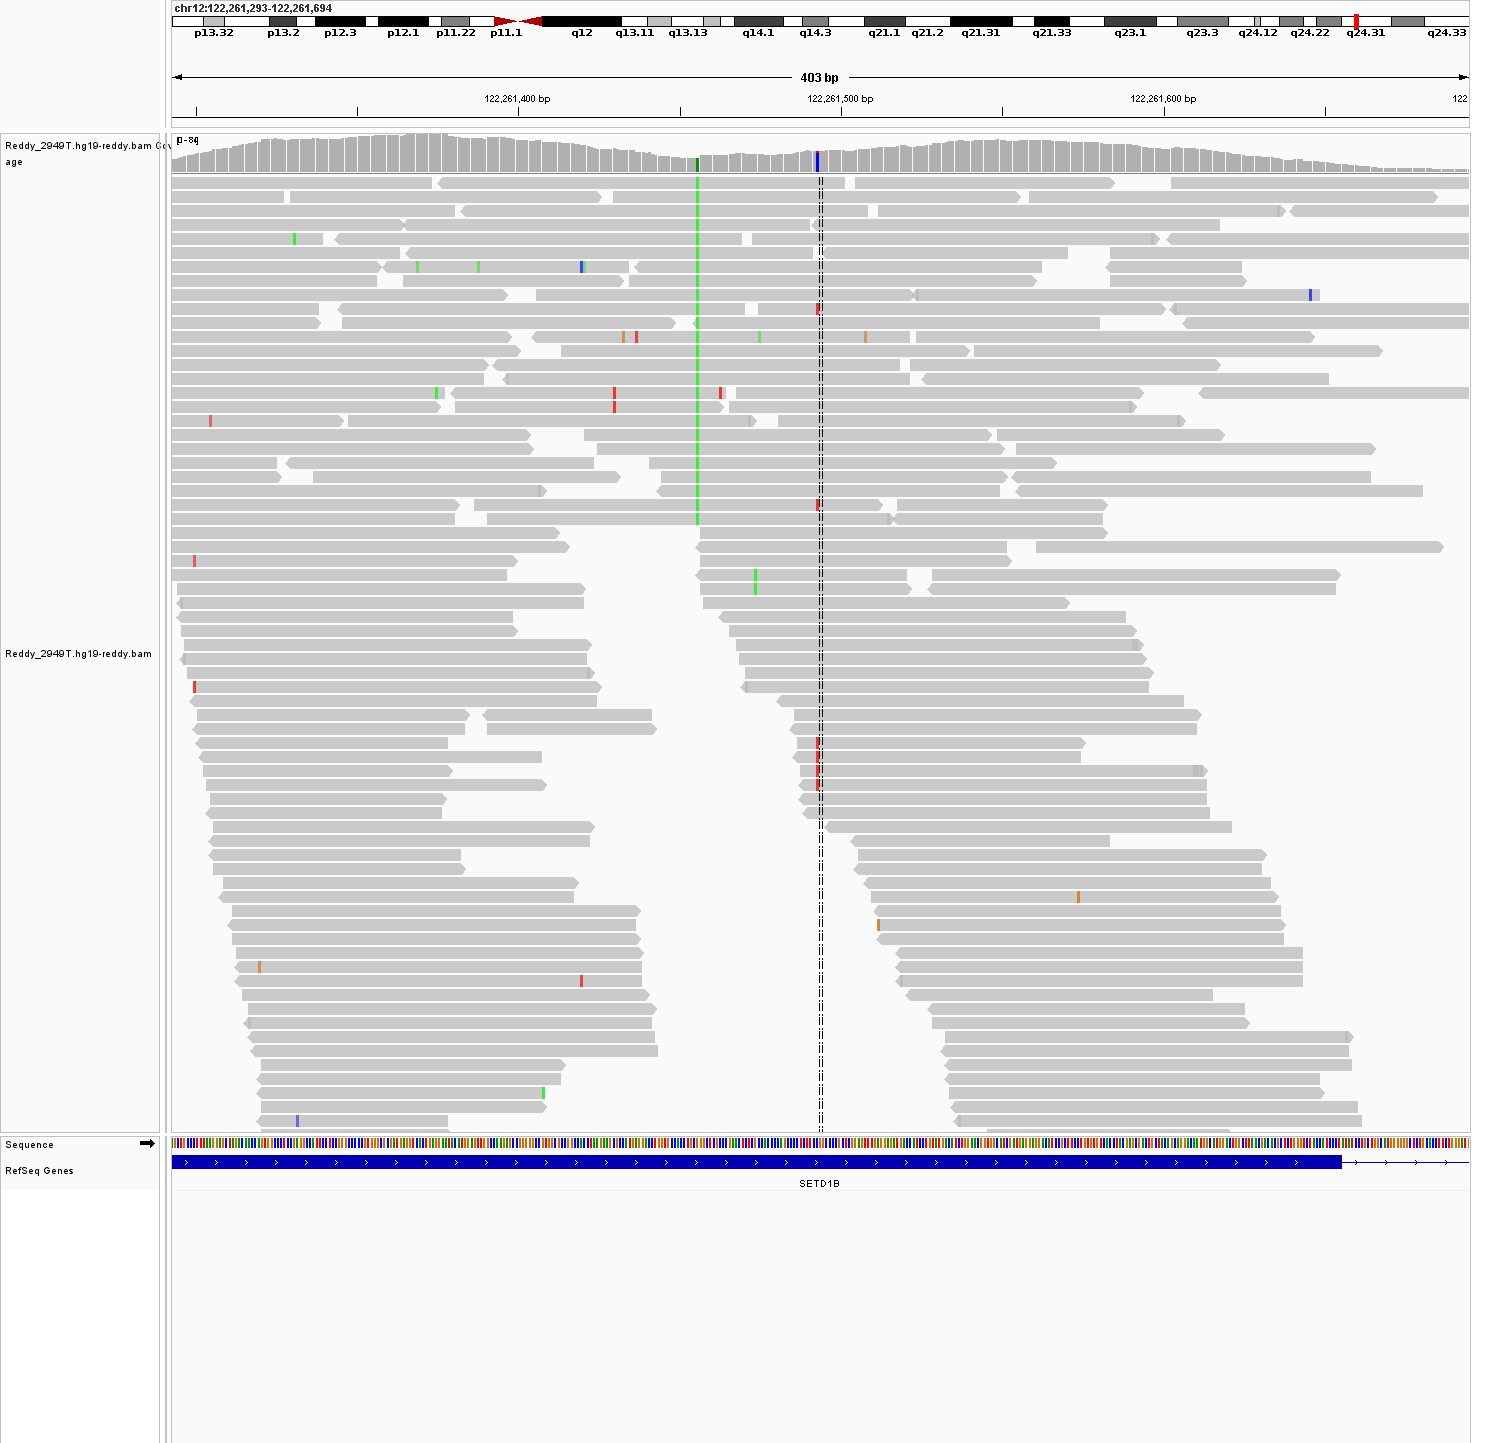 chr12:122,261,293-122,261,694
p13.32 p13.2 p12.3 p12.1 p11.22 p11.1 q12 q13.11 q13.13 q14.1 q14.3 q21.1 q21.2 q21.31 q21.33 q23.1 q23.3 q24.12 q24.22 q24.31 q24.33
403 bp
122,261,400 bp 122,261,500 bp 122,261,600 bp 122
Reddy_2949T.hg19-reddy.bam Cov
age
Reddy_2949T.hg19-reddy.bam
Sequence
RefSeq Genes
SETD1B